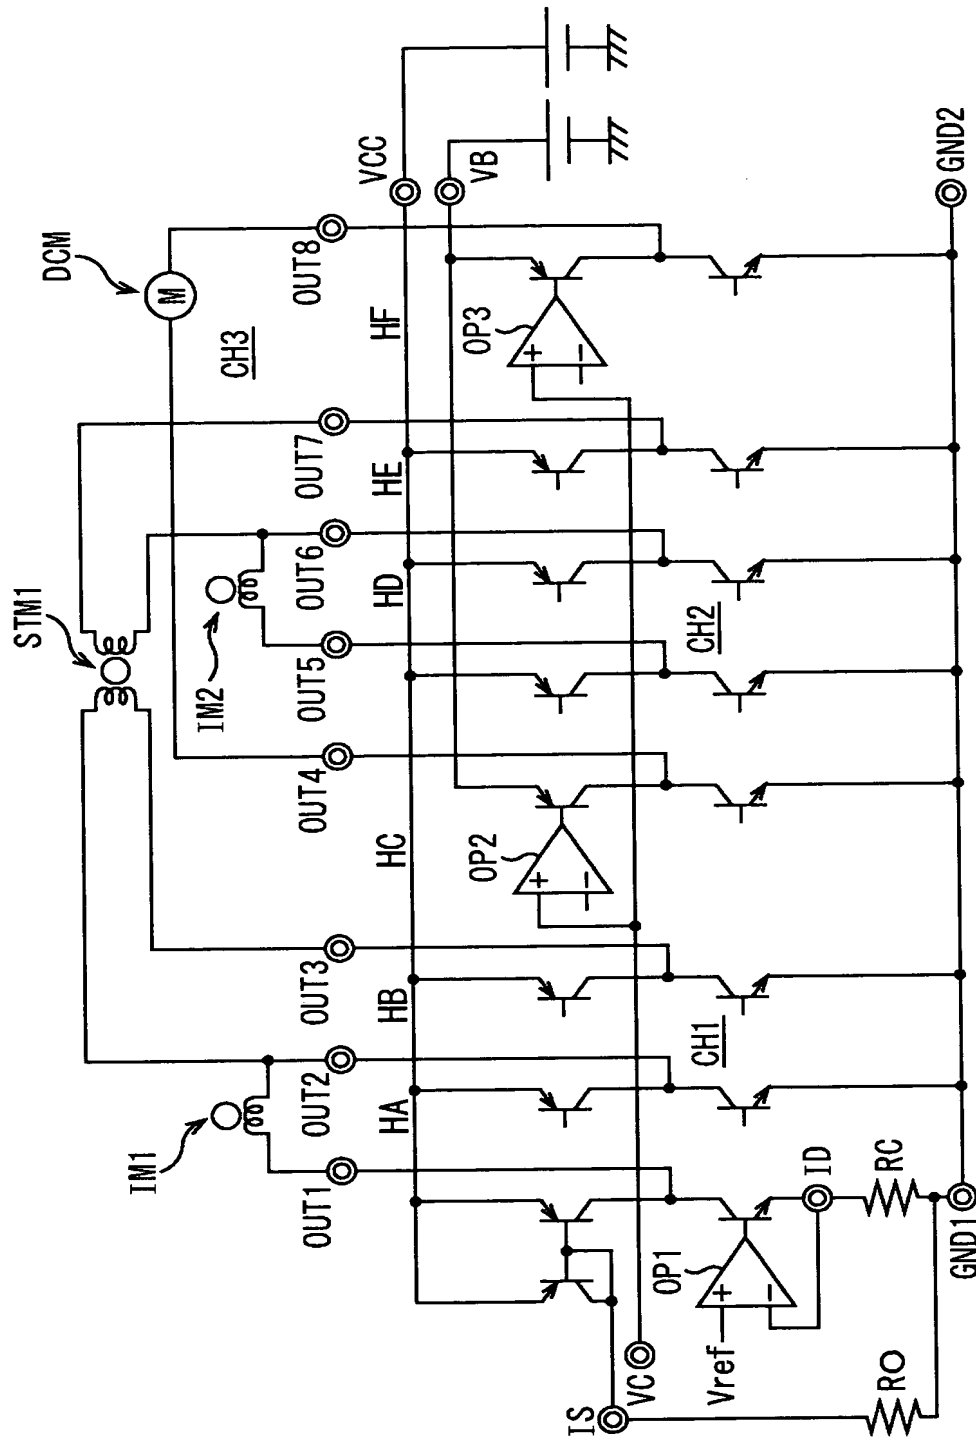 STM1
DCM
M
IM1
IM2
CH3
OUT1
OUT2
OUT3
OUT4
OUT5
OUT6
OUT7
OUT8
VCC
VB
HA
HB
HC
HD
HE
HF
OP2
+
−
OP3
+
−
IS
VC
Vref
OP1
+
−
ID
CH1
CH2
RO
RC
GND1
GND2